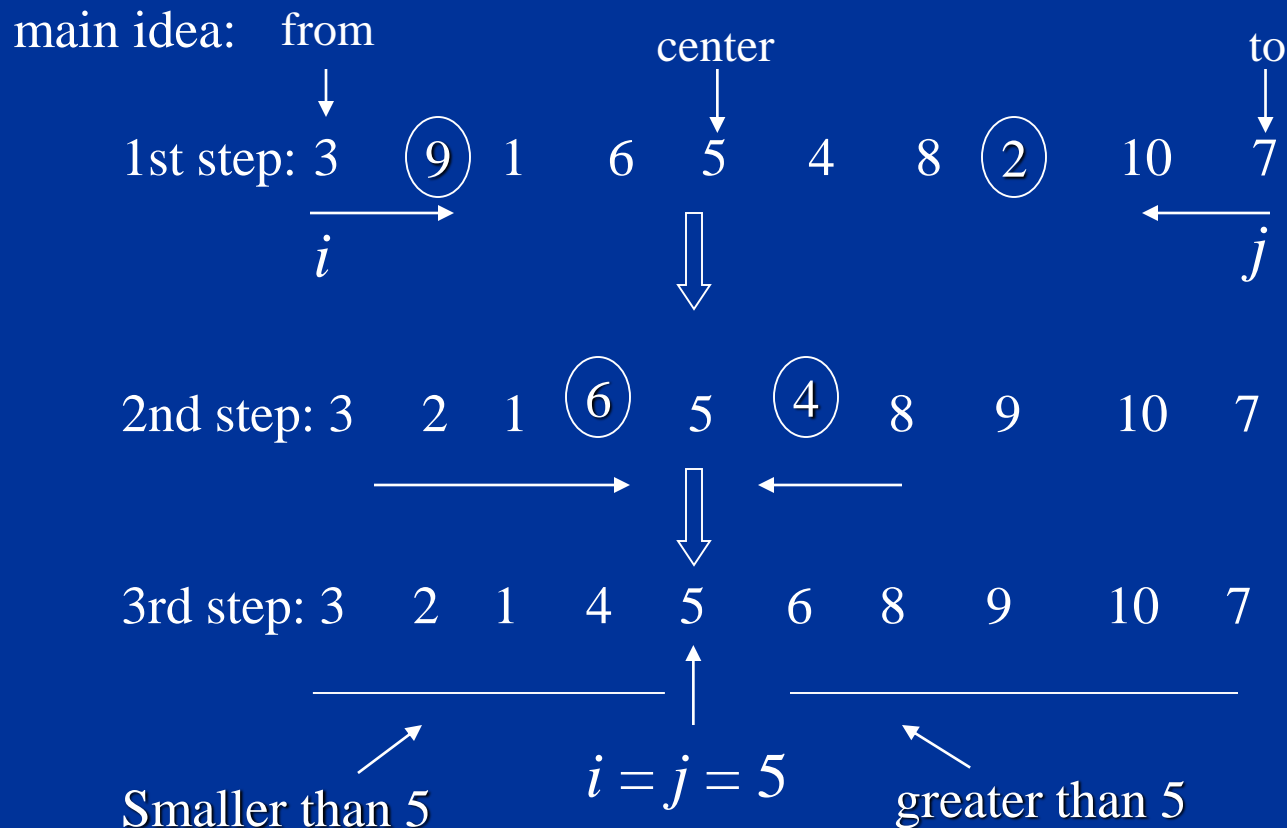 main idea: from center to
1st step: 3 9 1 6 5 4 8 2 10 7
i j
2nd step: 3 2 1 6 5 4 8 9 10 7
3rd step: 3 2 1 4 5 6 8 9 10 7
i = j = 5
Smaller than 5 greater than 5